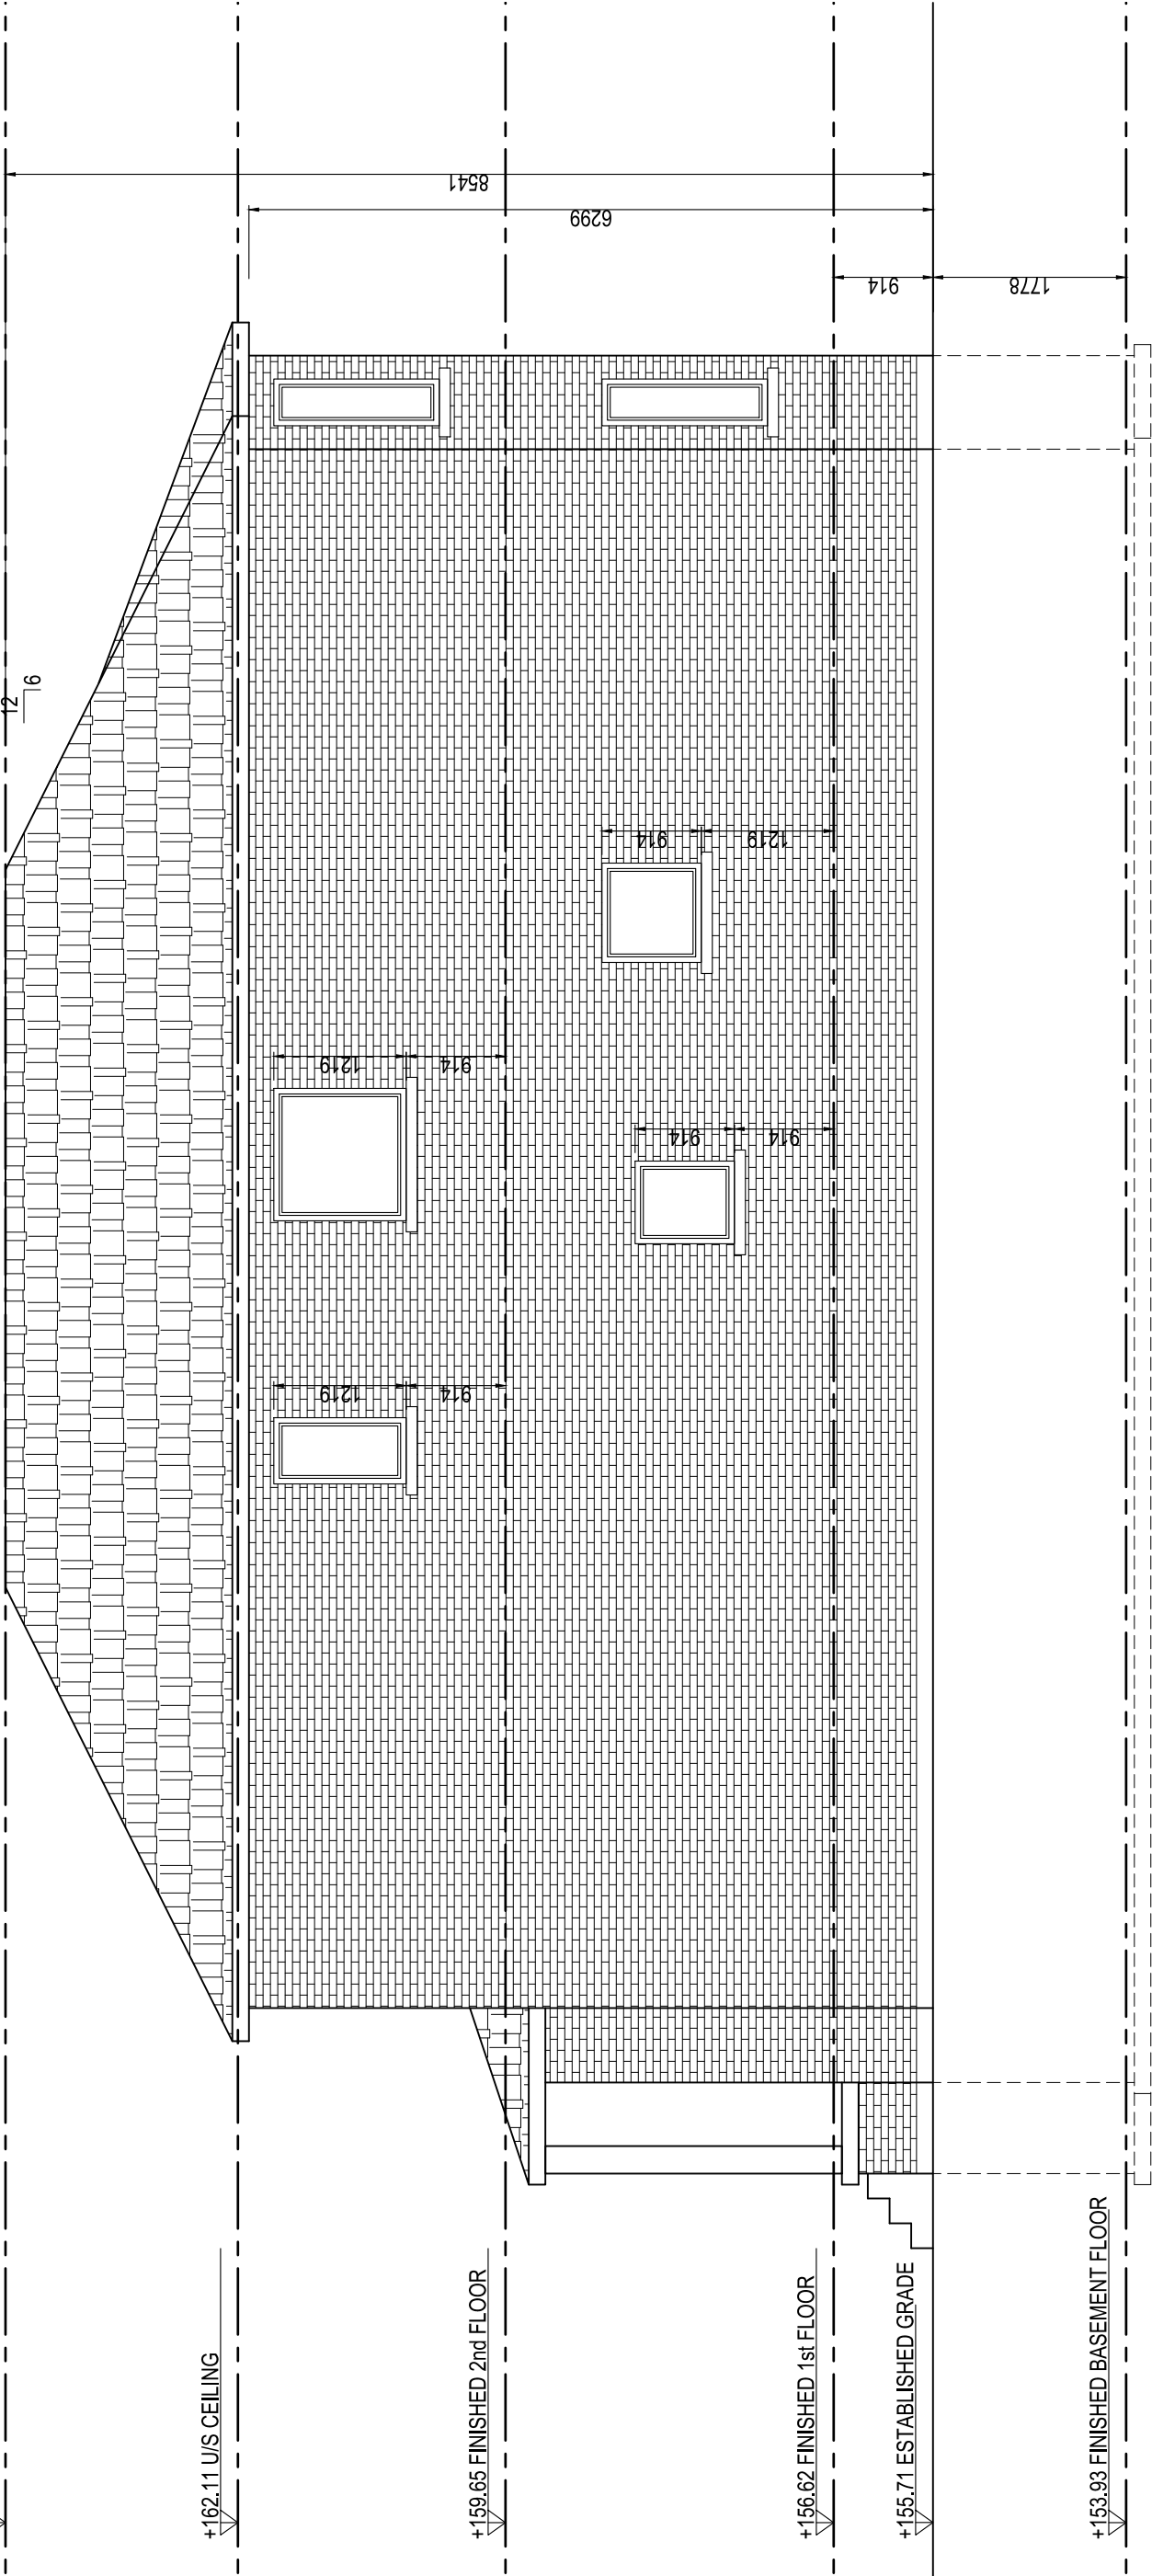 12
6
8541
6299
914
1778
914
1219
1219
914
914
914
1219
914
+162.11 U/S CEILING
+159.65 FINISHED 2nd FLOOR
+156.62 FINISHED 1st FLOOR
+155.71 ESTABLISHED GRADE
+153.93 FINISHED BASEMENT FLOOR